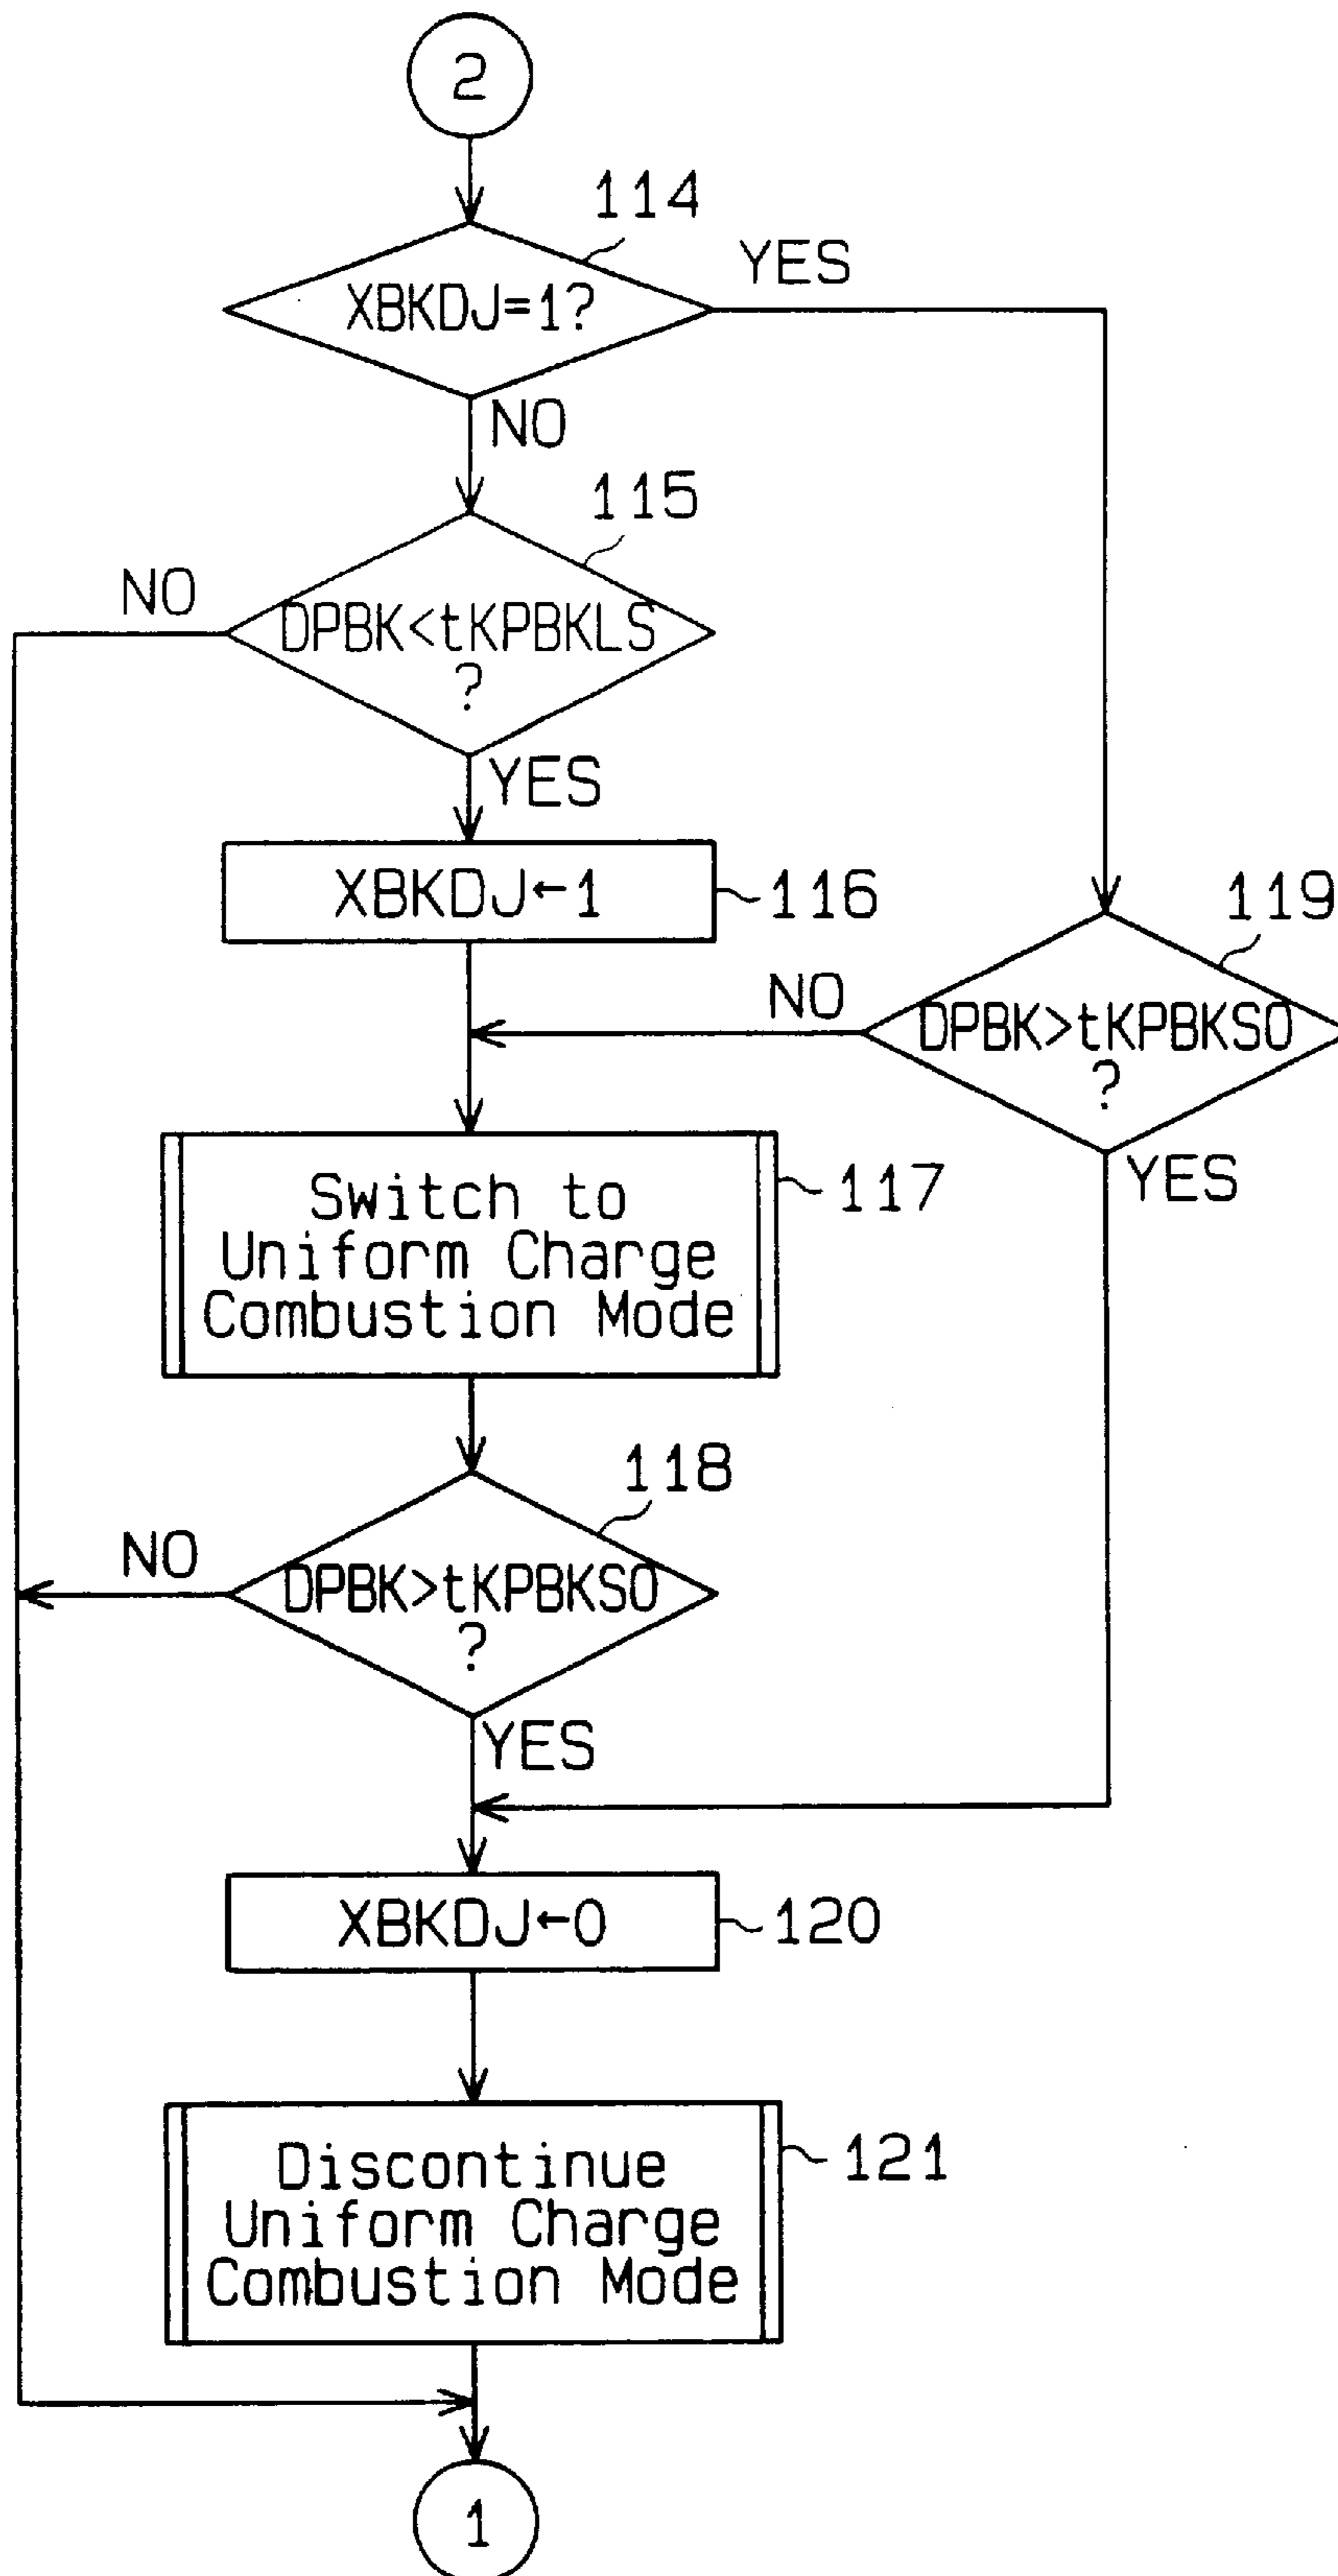 2
114
XBKDJ=1?
YES
NO
115
NO
DPBK<tKPBKLS
?
YES
XBKDJ←1
116
119
NO
DPBK>tKPBKSO
?
YES
Switch to
Uniform Charge
Combustion Mode
117
118
NO
DPBK>tKPBKSO
?
YES
XBKDJ←0
120
Discontinue
Uniform Charge
Combustion Mode
121
1